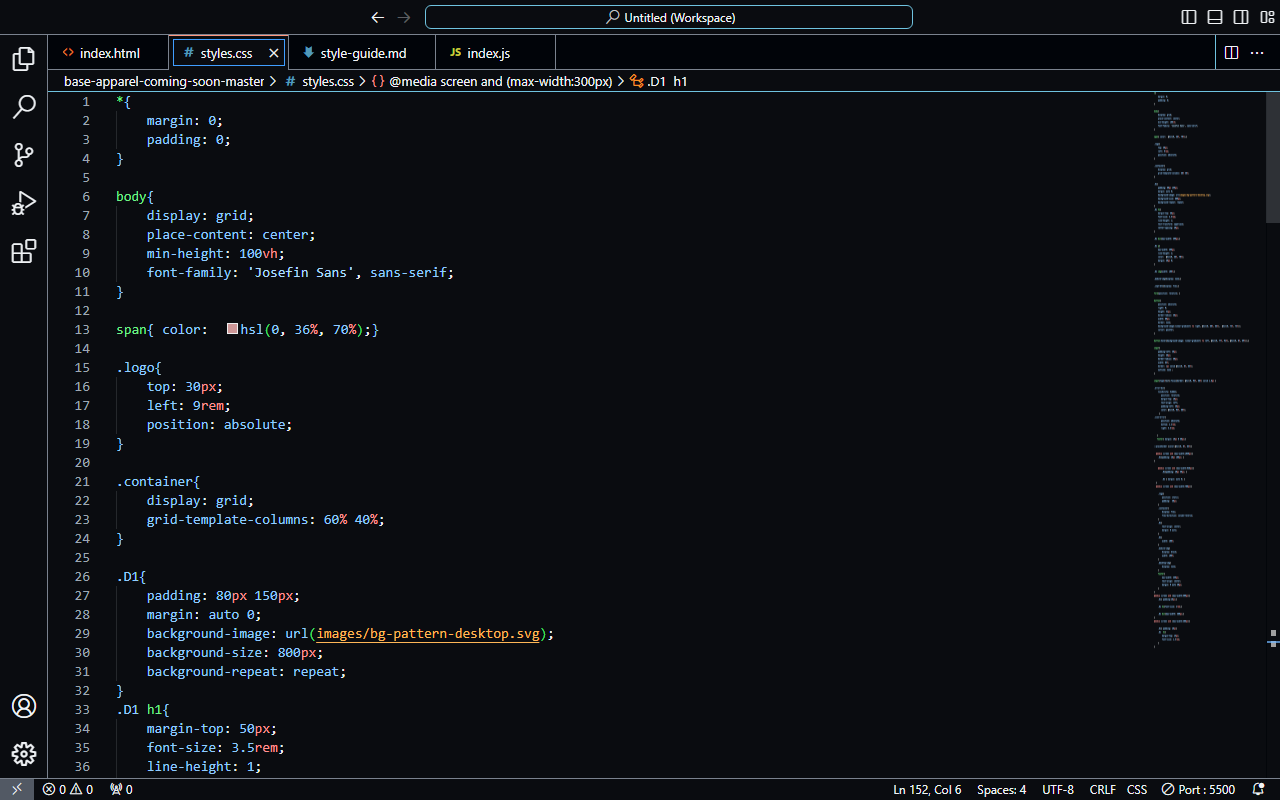 Untitled (Workspace)
index.html
styles.css
style-guide.md
JS index.js
base-apparel-coming-soon-master > # styles.css > {} @media screen and (max-width:300px) > .D1 h1
1 *{
2 margin: 0;
3 padding: 0;
4 }
5
6 body{
7 display: grid;
8 place-content: center;
9 min-height: 100vh;
10 font-family: 'Josefin Sans', sans-serif;
11 }
12
13 span{ color: hsl(0, 36%, 70%);}
14
15 .logo{
16 top: 30px;
17 left: 9rem;
18 position: absolute;
19 }
20
21 .container{
22 display: grid;
23 grid-template-columns: 60% 40%;
24 }
25
26 .D1{
27 padding: 80px 150px;
28 margin: auto 0;
29 background-image: url(images/bg-pattern-desktop.svg);
30 background-size: 800px;
31 background-repeat: repeat;
32 }
33 .D1 h1{
34 margin-top: 50px;
35 font-size: 3.5rem;
36 line-height: 1;
0 0 0 Ln 152, Col 6 Spaces: 4 UTF-8 CRLF CSS Port : 5500